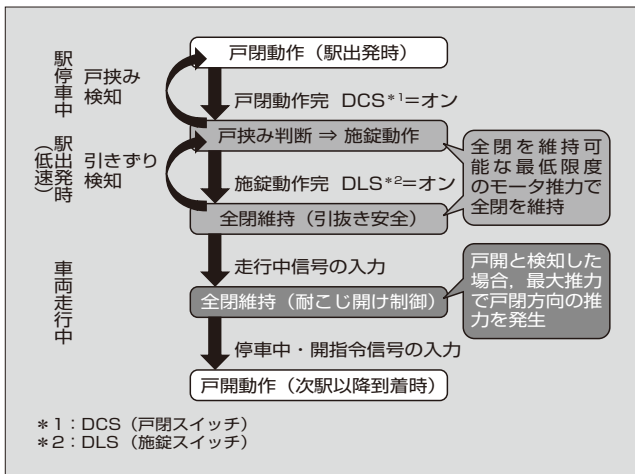 駅停車中
戸挟み
検知
戸閉動作（駅出発時）
戸閉動作完 DCS*1＝オン
駅出発時
（低速）
引きずり
検知
戸挟み判断 ⇒ 施錠動作
施錠動作完 DLS*2＝オン
全閉維持（引抜き安全）
全閉を維持可
能な最低限度
のモータ推力で
全閉を維持
車両走行中
走行中信号の入力
全閉維持（耐こじ開け制御）
戸開と検知した
場合，最大推力
で戸閉方向の推
力を発生
停車中・開指令信号の入力
戸開動作（次駅以降到着時）
＊1：DCS（戸閉スイッチ）
＊2：DLS（施錠スイッチ）